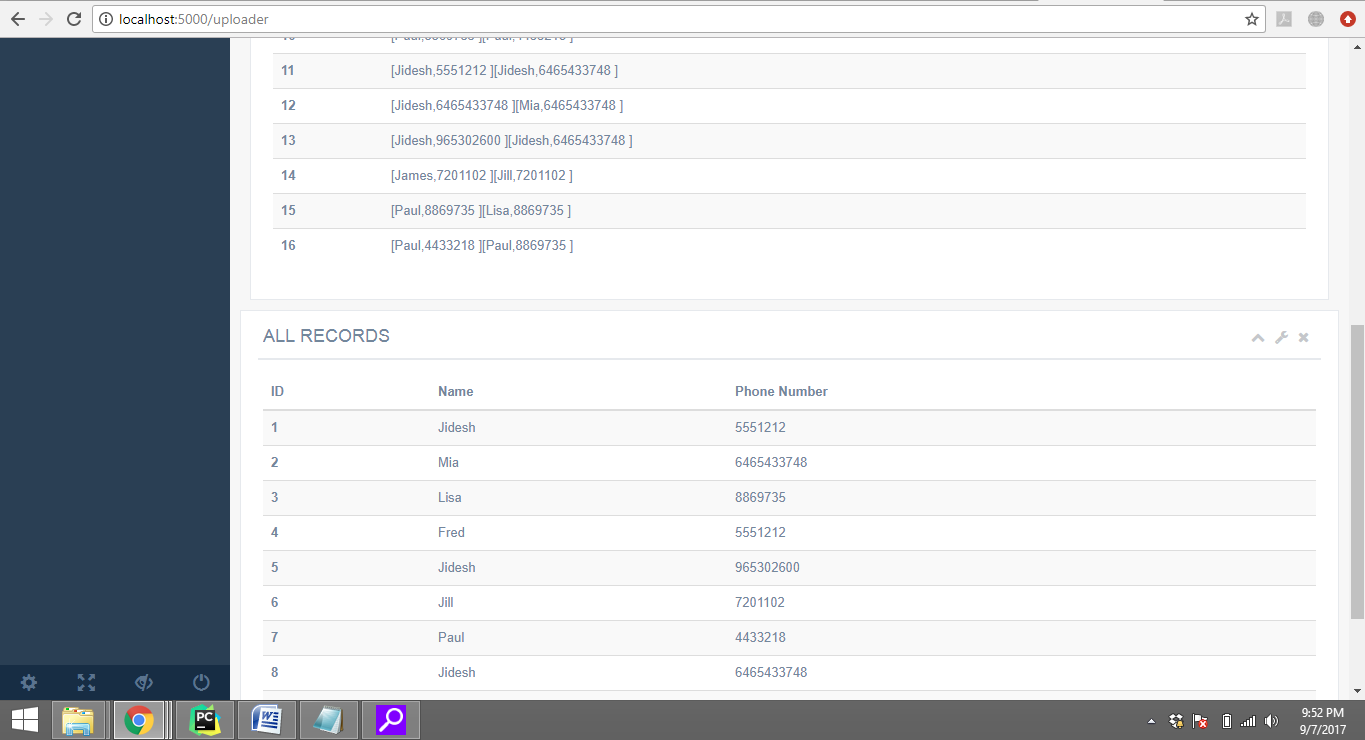 localhost:5000/uploader
11 [Jidesh,5551212 ][Jidesh,6465433748 ]
12 [Jidesh,6465433748 ][Mia,6465433748 ]
13 [Jidesh,965302600 ][Jidesh,6465433748 ]
14 [James,7201102 ][Jill,7201102 ]
15 [Paul,8869735 ][Lisa,8869735 ]
16 [Paul,4433218 ][Paul,8869735 ]
ALL RECORDS
ID Name Phone Number
1 Jidesh 5551212
2 Mia 6465433748
3 Lisa 8869735
4 Fred 5551212
5 Jidesh 965302600
6 Jill 7201102
7 Paul 4433218
8 Jidesh 6465433748
PC
W
9:52 PM
9/7/2017